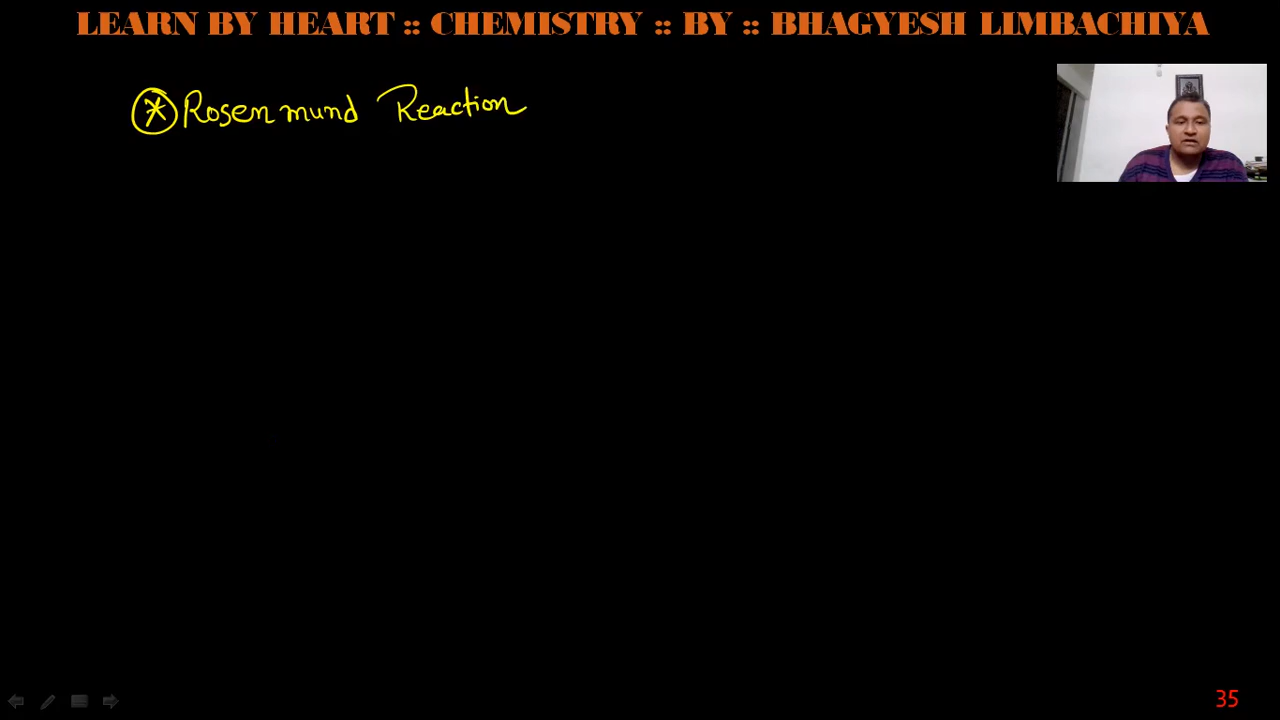 LEARN BY HEART :: CHEMISTRY :: BY :: BHAGYESH LIMBACHIYA
* Rosenmund Reaction
35